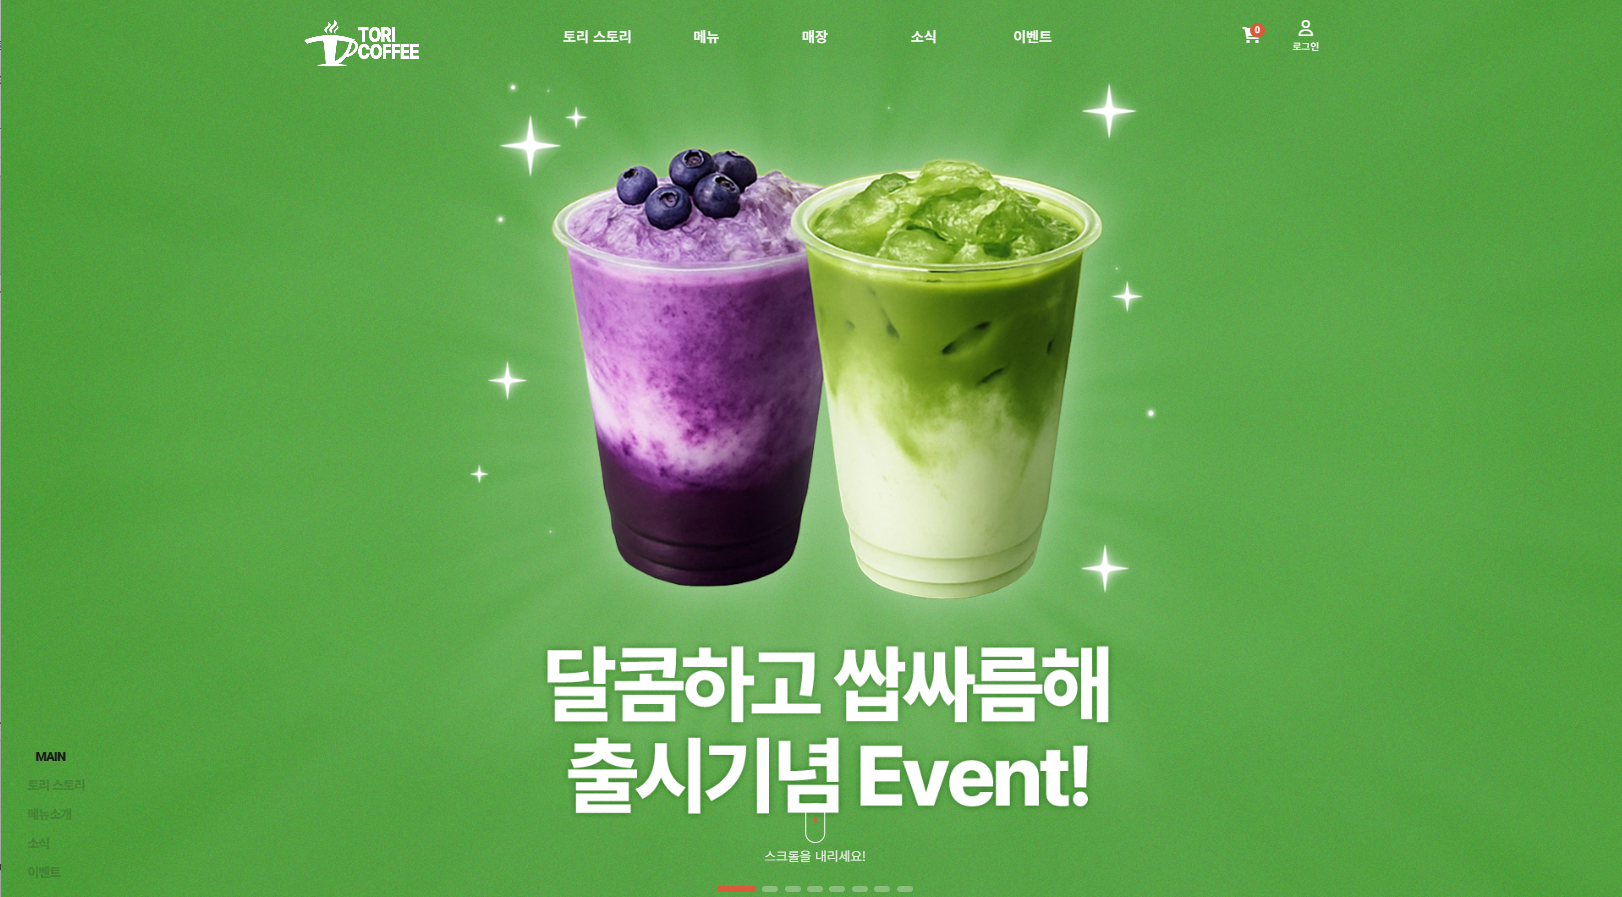 TORI
COFFEE
토리 스토리
메뉴
매장
소식
이벤트
0
로그인
달콤하고 쌉싸름해
출시기념 Event!
스크롤을 내리세요!
MAIN
토리 스토리
메뉴소개
소식
이벤트